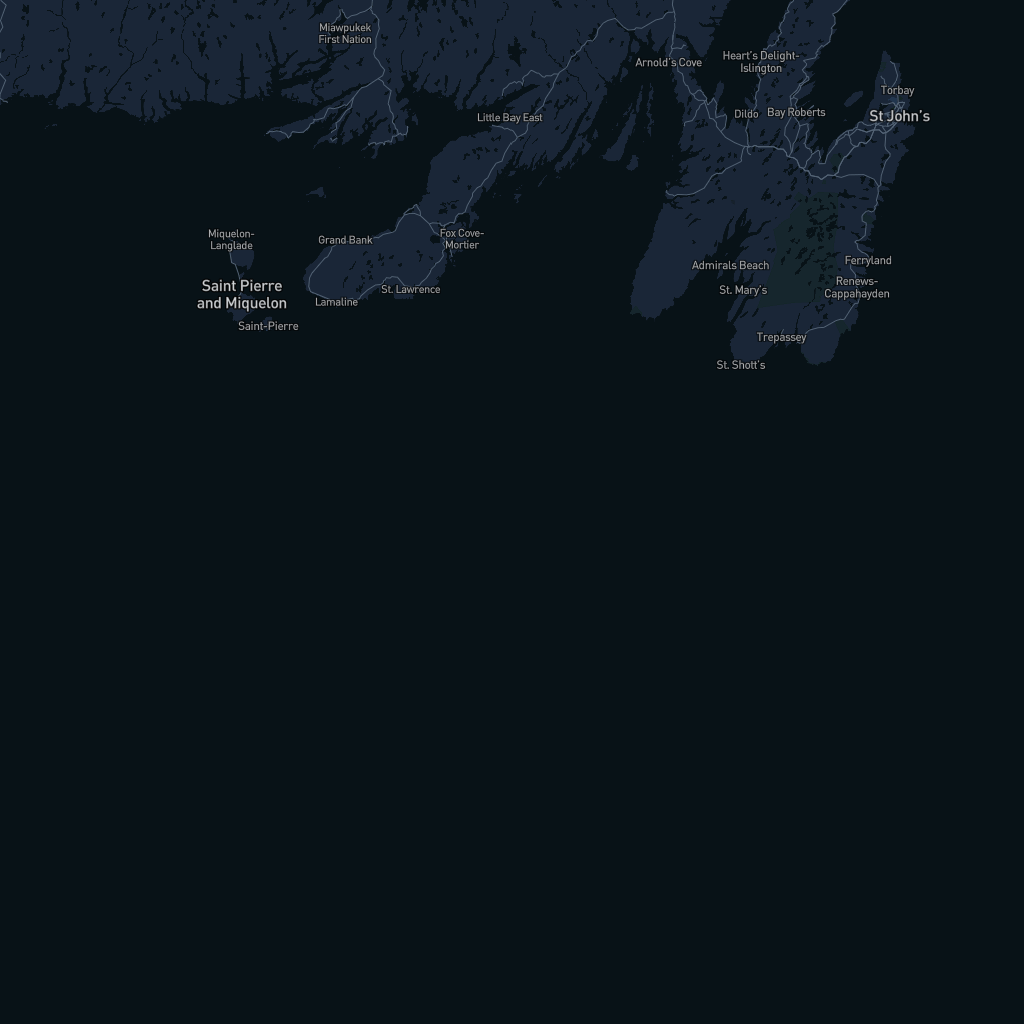 Miawpukek
First Nation
Arnold's Cove
Heart's Delight-
Islington
Torbay
Little Bay East
Dildo
Bay Roberts
St John's
Miquelon-
Langlade
Grand Bank
Fox Cove-
Mortier
Admirals Beach
Ferryland
Saint Pierre
and Miquelon
St. Lawrence
St. Mary's
Renews-
Cappahayden
Lamaline
Saint-Pierre
Trepassey
St. Shott's